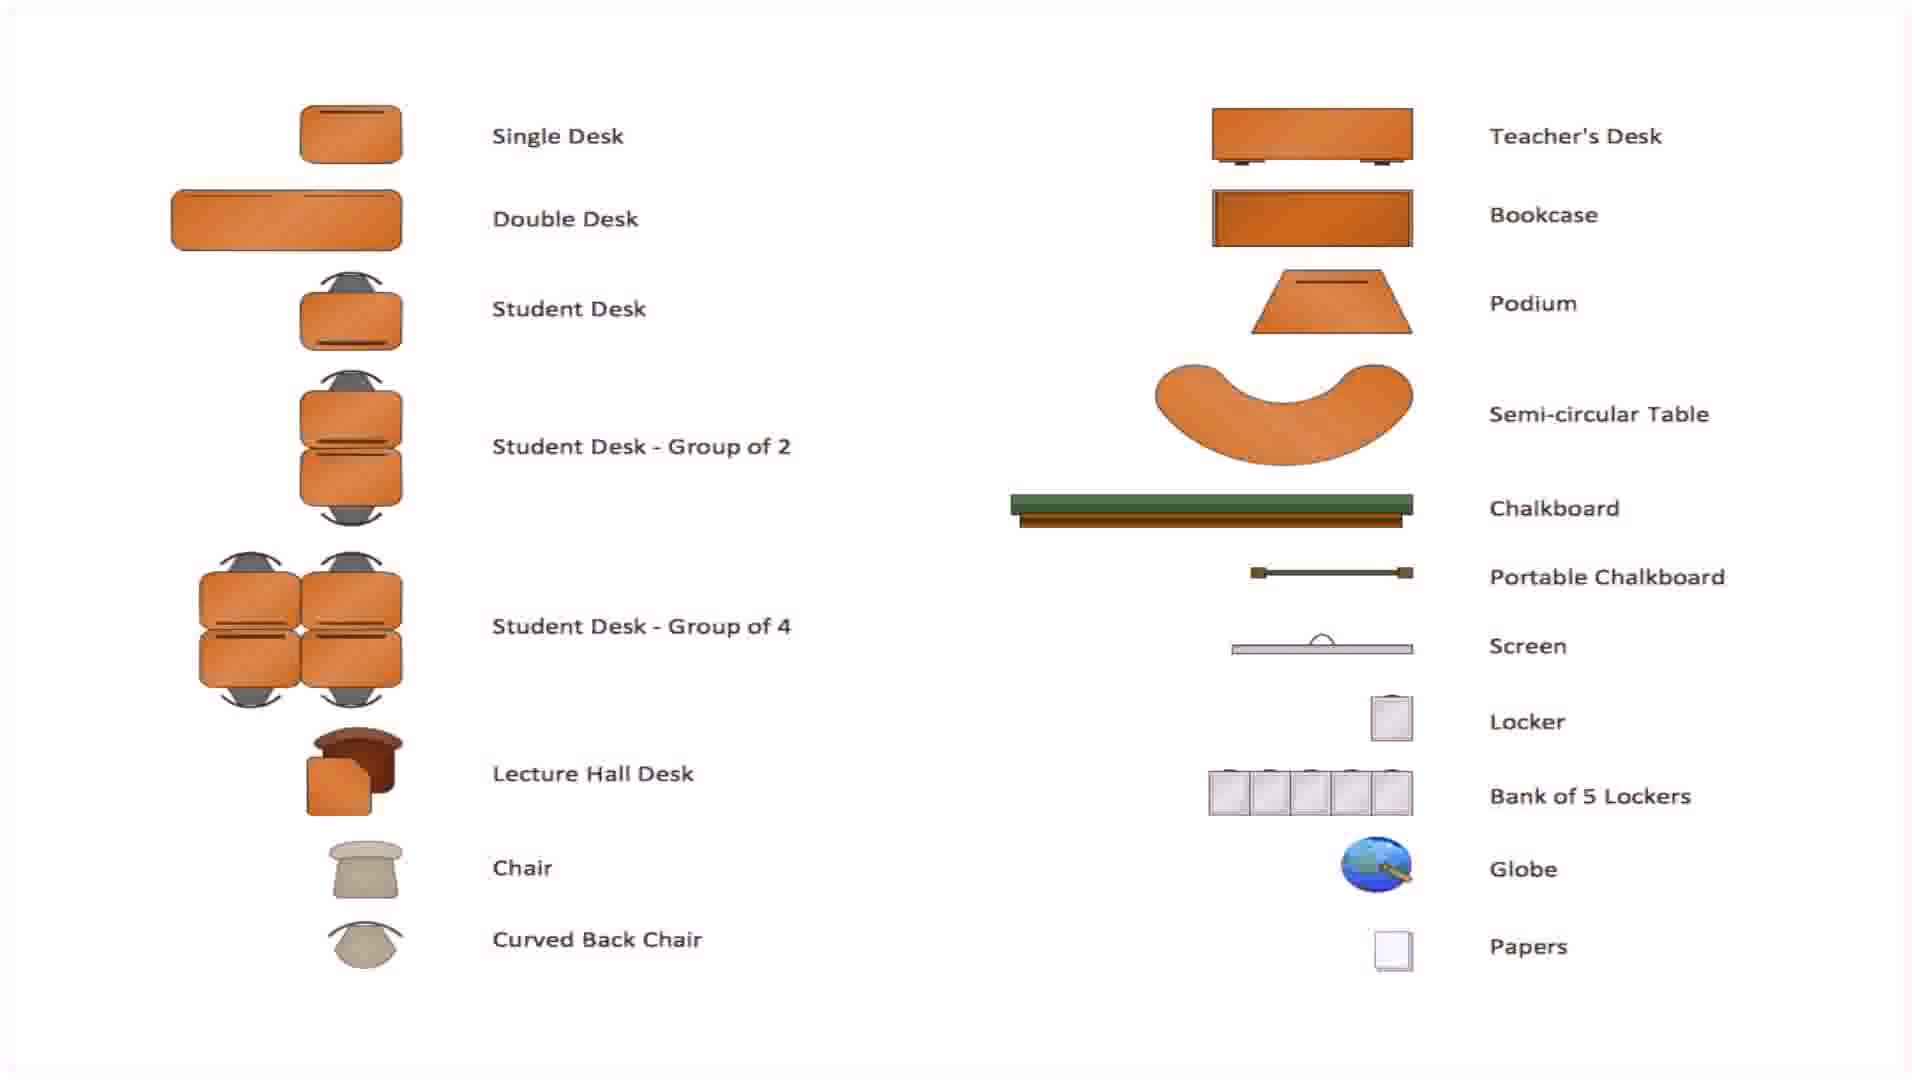 Single Desk
Double Desk
Student Desk
Student Desk - Group of 2
Student Desk - Group of 4
Lecture Hall Desk
Chair
Curved Back Chair
Teacher's Desk
Bookcase
Podium
Semi-circular Table
Chalkboard
Portable Chalkboard
Screen
Locker
Bank of 5 Lockers
Globe
Papers